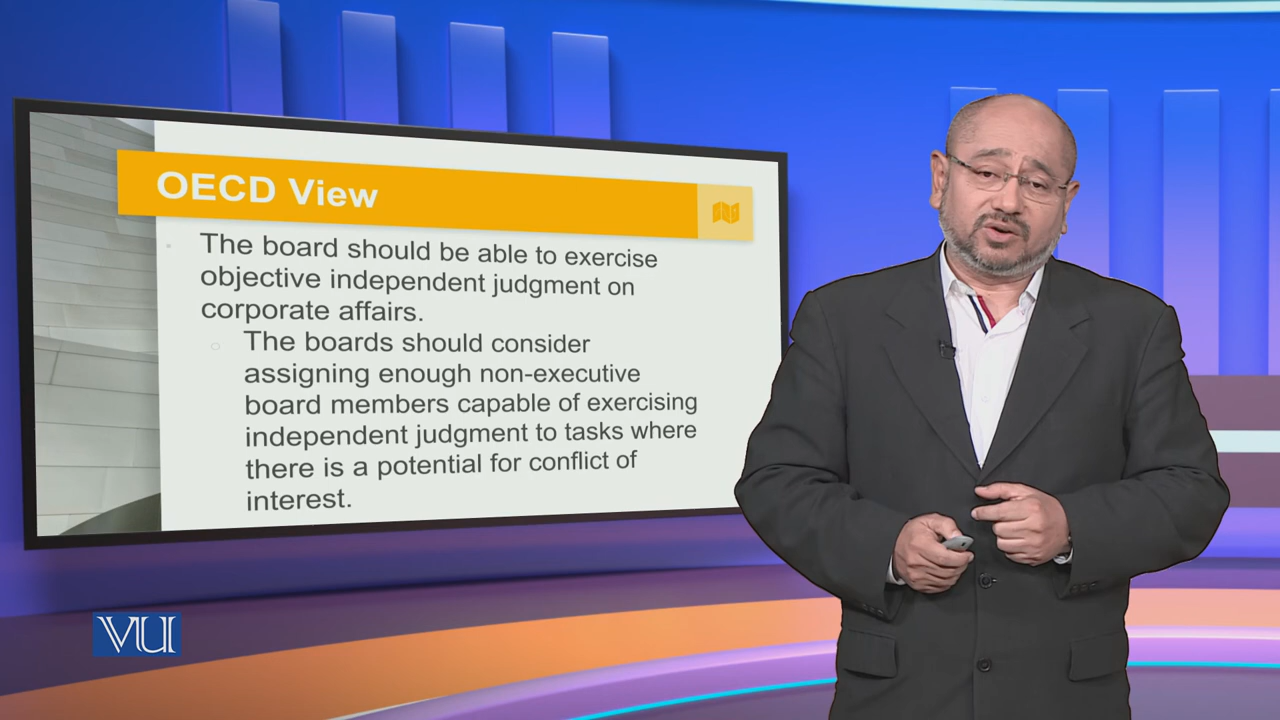 OECD View
The board should be able to exercise
objective independent judgment on
corporate affairs.
The boards should consider
assigning enough non-executive
board members capable of exercising
independent judgment to tasks where
there is a potential for conflict of
interest.
VU